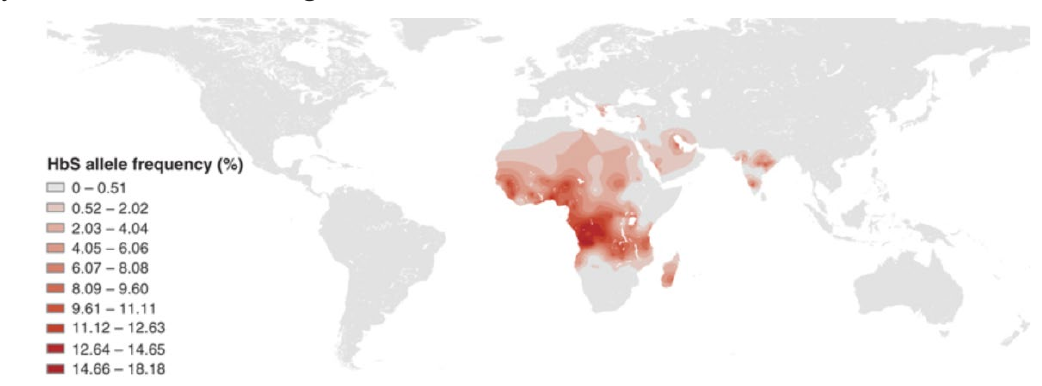 HbS allele frequency (%)
0 – 0.51
0.52 – 2.02
2.03 – 4.04
4.05 – 6.06
6.07 – 8.08
8.09 – 9.60
9.61 – 11.11
11.12 – 12.63
12.64 – 14.65
14.66 – 18.18